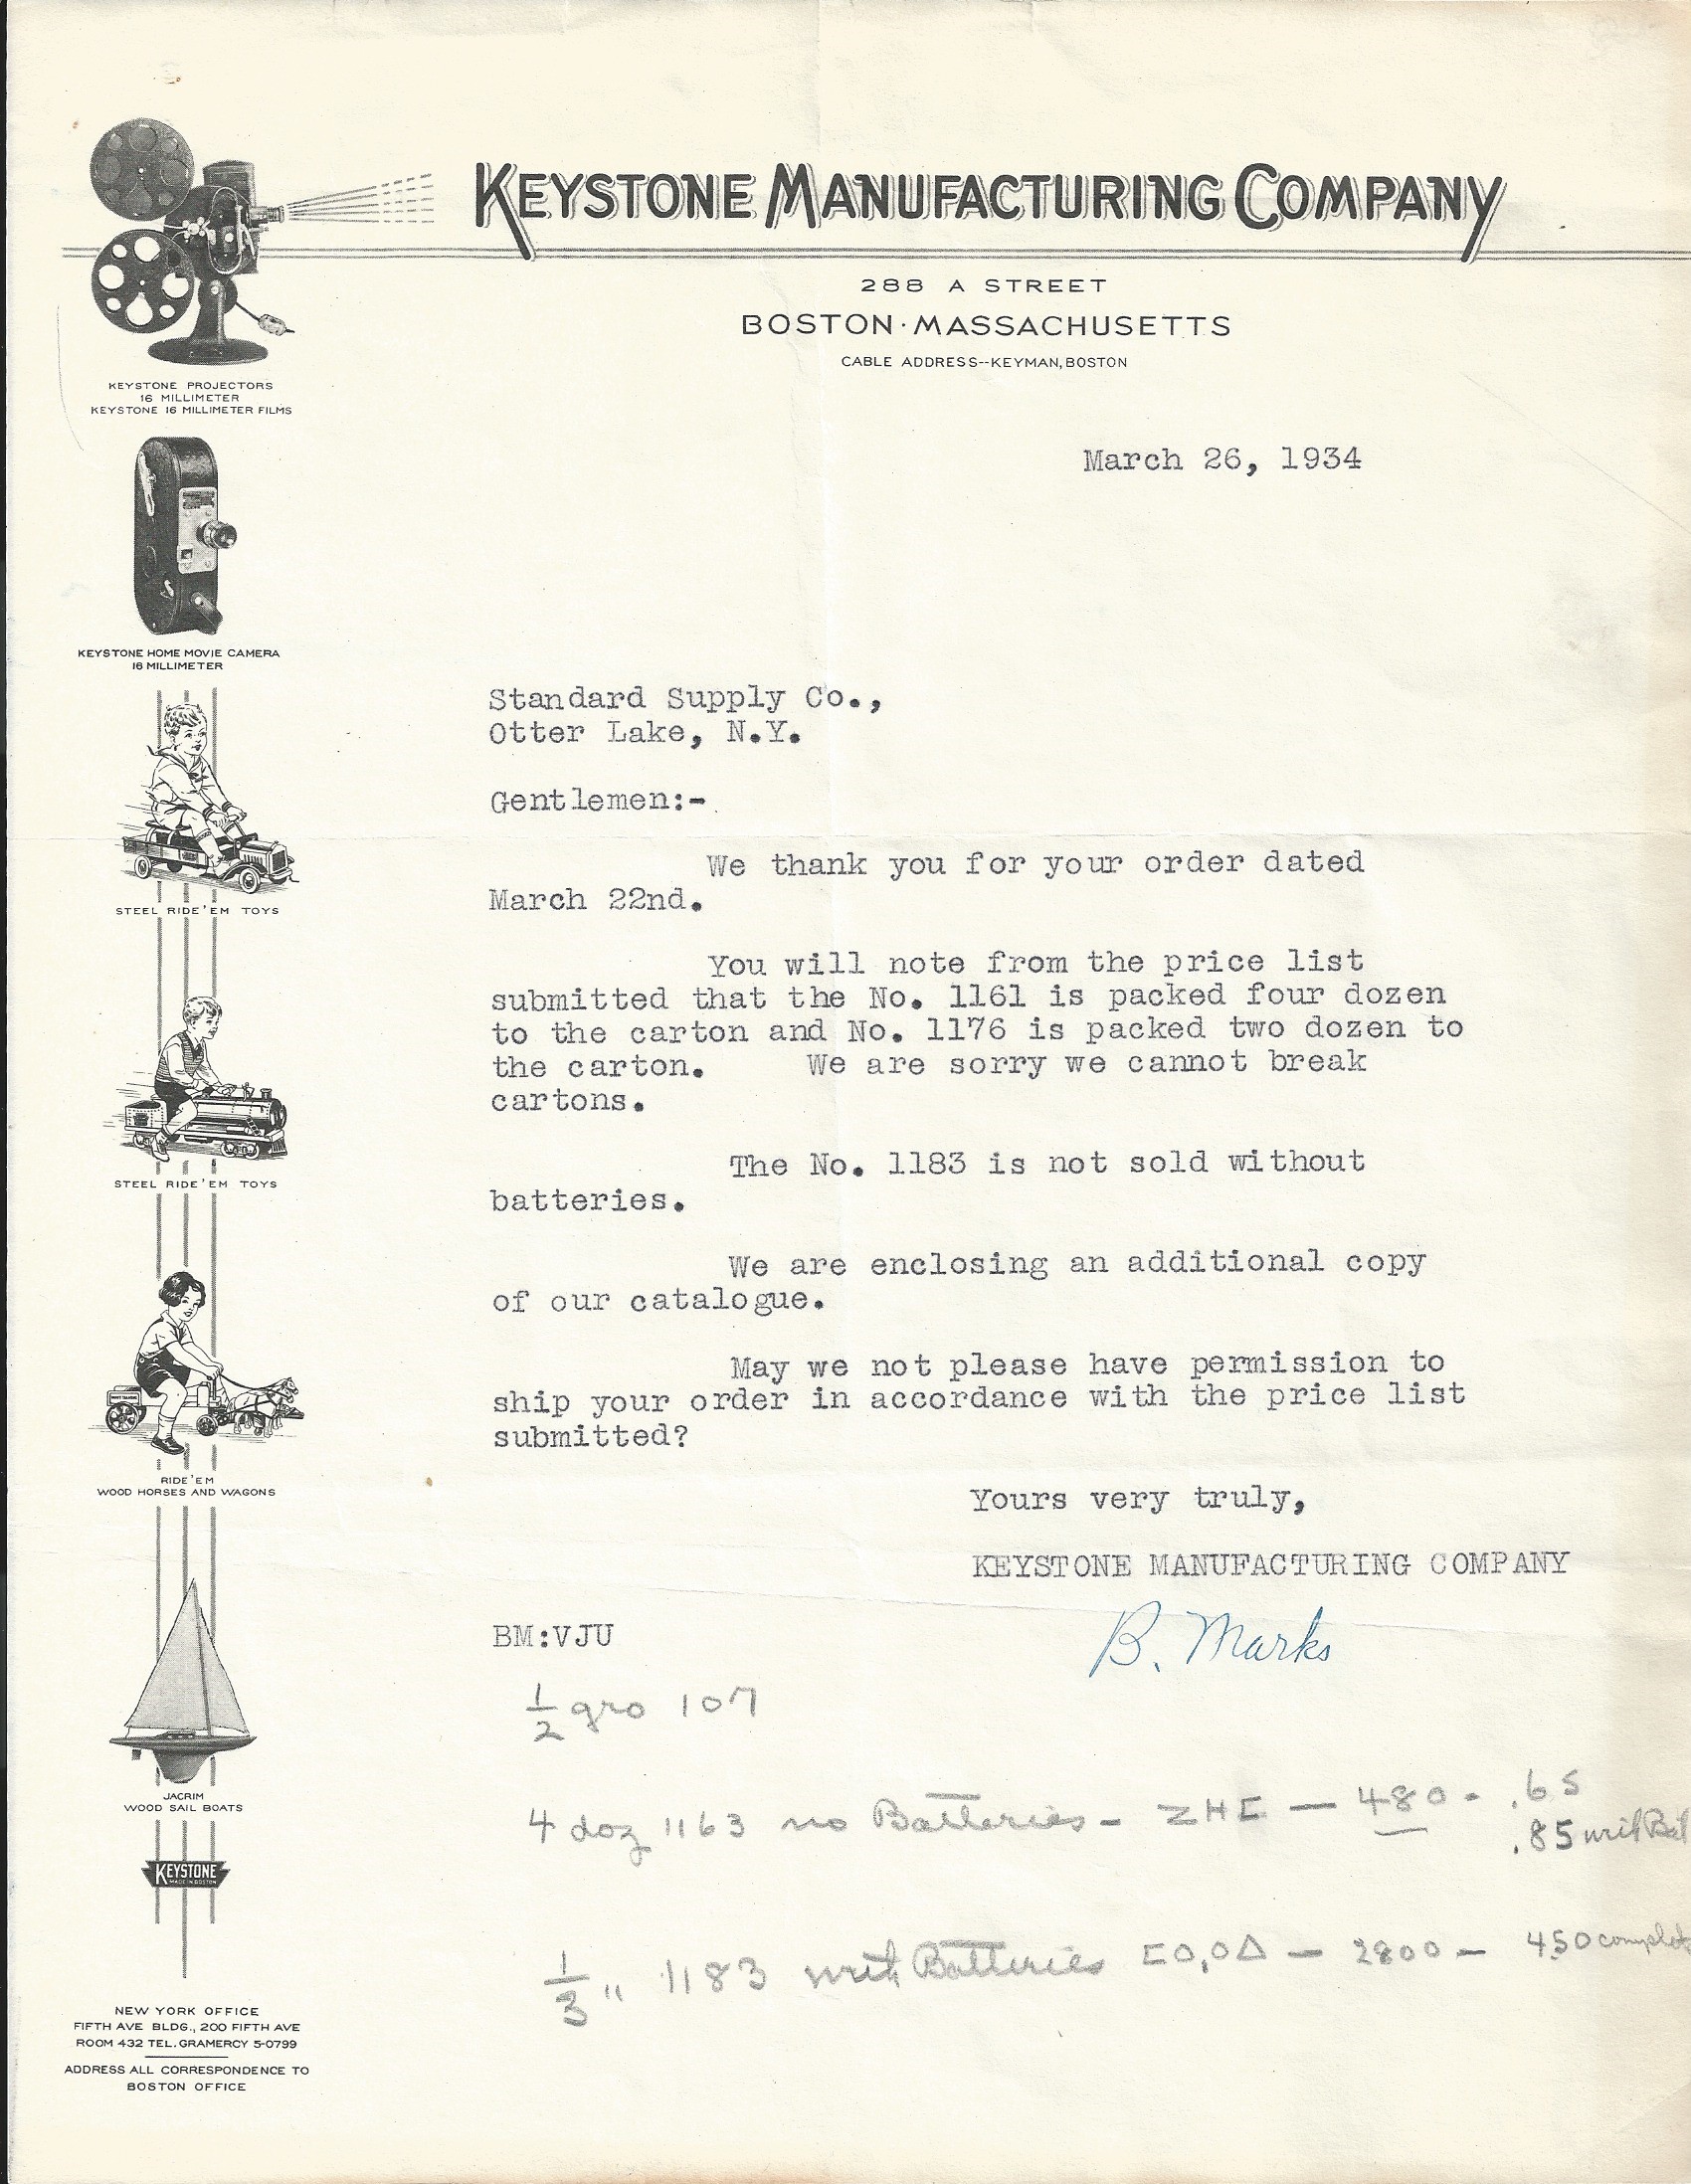 KEYSTONE MANUFACTURING COMPANY
288 A STREET
BOSTON·MASSACHUSETTS
CABLE ADDRESS--KEYMAN, BOSTON
KEYSTONE PROJECTORS
16 MILLIMETER
KEYSTONE 16 MILLIMETER FILMS
KEYSTONE HOME MOVIE CAMERA
16 MILLIMETER
STEEL RIDE'EM TOYS
STEEL RIDE'EM TOYS
RIDE'EM
WOOD HORSES AND WAGONS
JACRIM
WOOD SAIL BOATS
KEYSTONE
MADE IN BOSTON
NEW YORK OFFICE
FIFTH AVE BLDG., 200 FIFTH AVE
ROOM 432 TEL. GRAMERCY 5-0799
ADDRESS ALL CORRESPONDENCE TO
BOSTON OFFICE
March 26, 1934
Standard Supply Co.,
Otter Lake, N.Y.
Gentlemen:-
We thank you for your order dated
March 22nd.
You will note from the price list
submitted that the No. 1161 is packed four dozen
to the carton and No. 1176 is packed two dozen to
the carton. We are sorry we cannot break
cartons.
The No. 1183 is not sold without
batteries.
We are enclosing an additional copy
of our catalogue.
May we not please have permission to
ship your order in accordance with the price list
submitted?
Yours very truly,
KEYSTONE MANUFACTURING COMPANY
B. Marks
BM:VJU
1/2 gro 107
4 doz 1163 no Batteries - — 480 - .65
.85 with Bat
1/3 " 1183 with Batteries — 2800 — 450 complete